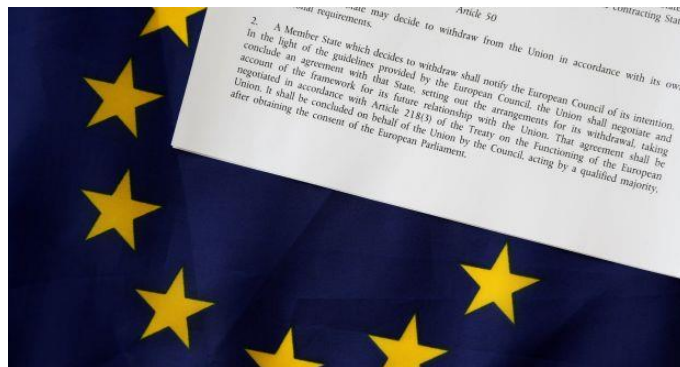 Article 50
contracting Stat
may decide to withdraw from the Union in accordance with its own
nal requirements.
2. A Member State which decides to withdraw shall notify the European Council of its intention.
In the light of the guidelines provided by the European Council, the Union shall negotiate and
conclude an agreement with that State, setting out the arrangements for its withdrawal, taking
account of the framework for its future relationship with the Union. That agreement shall be
negotiated in accordance with Article 218(3) of the Treaty on the Functioning of the European
Union. It shall be concluded on behalf of the Union by the Council, acting by a qualified majority,
after obtaining the consent of the European Parliament.